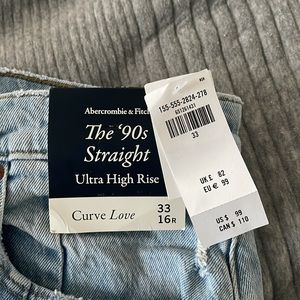 Abercrombie & Fitch
The '90s
Straight
Ultra High Rise
Curve Love
33
16R
155-555-2824-278
33
UK £ 82
EU € 99
US $ 99
CAN $ 110